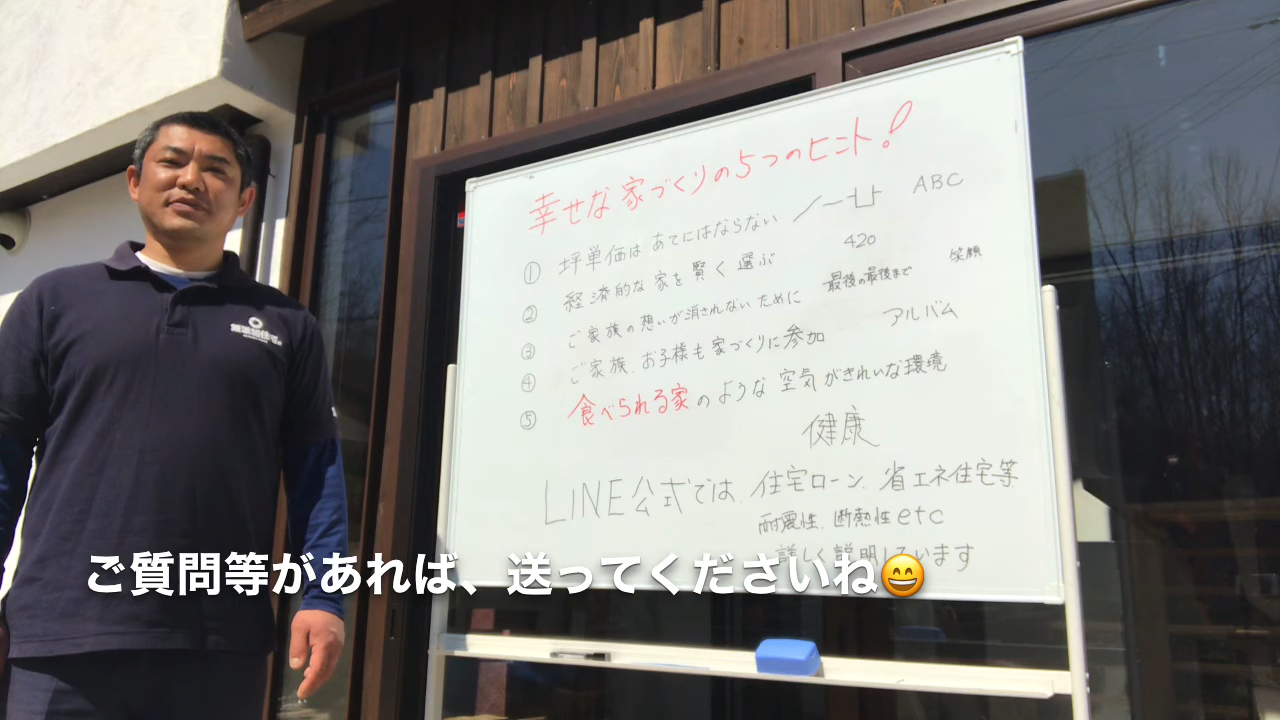 幸せな家づくりの5つのヒント!
① 坪単価は あてにはならない ノーせ ABC
② 経済的な家を賢く選ぶ 420
③ ご家族の想いが消されないために 最後の最後まで 笑顔
④ ご家族、お子様も家づくりに参加 アルバム
⑤ 食べられる家のような空気がきれいな環境
健康
LINE公式では、住宅ローン、省エネ住宅等
耐震性、断熱性etc
詳しく説明しています
ご質問等があれば、送ってくださいね😄